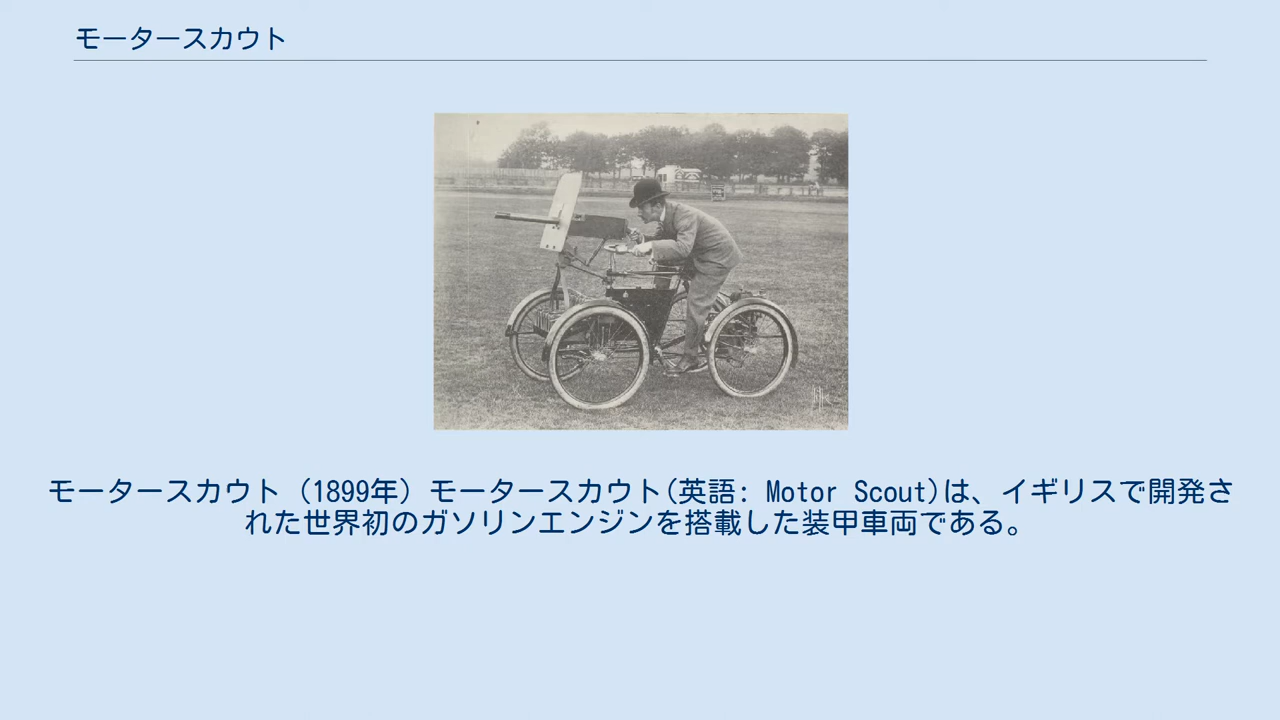 モータースカウト
モータースカウト（1899年）モータースカウト(英語: Motor Scout)は、イギリスで開発さ
れた世界初のガソリンエンジンを搭載した装甲車両である。